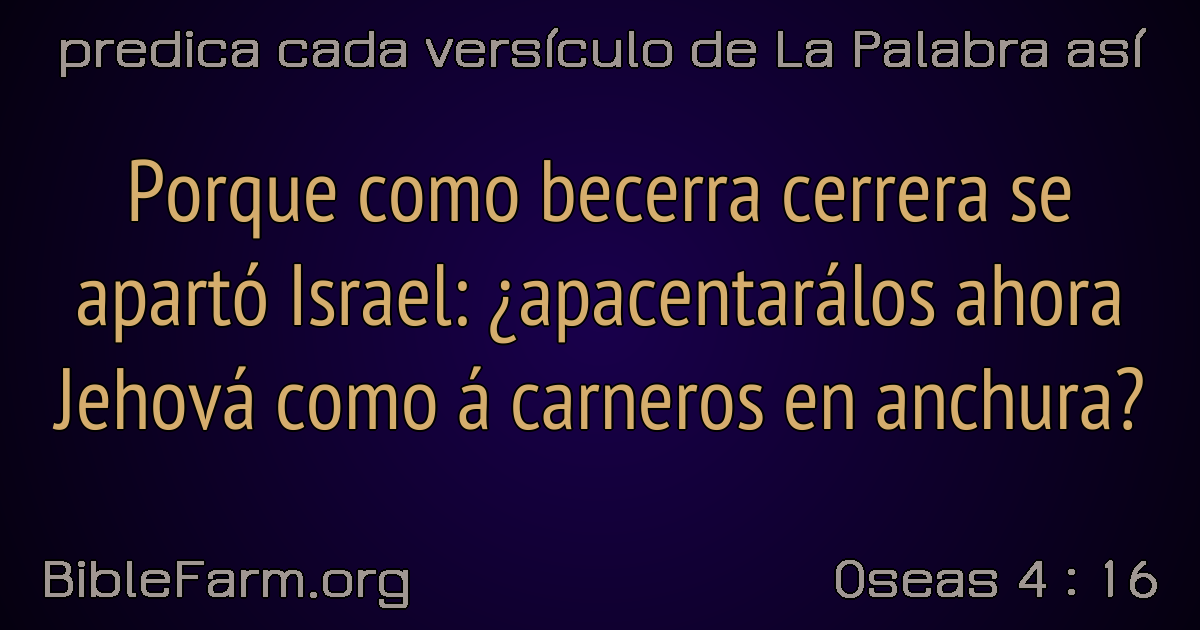 predica cada versículo de La Palabra así
Porque como becerra cerrera se
apartó Israel: ¿apacentarálos ahora
Jehová como á carneros en anchura?
BibleFarm.org
Oseas 4 : 16